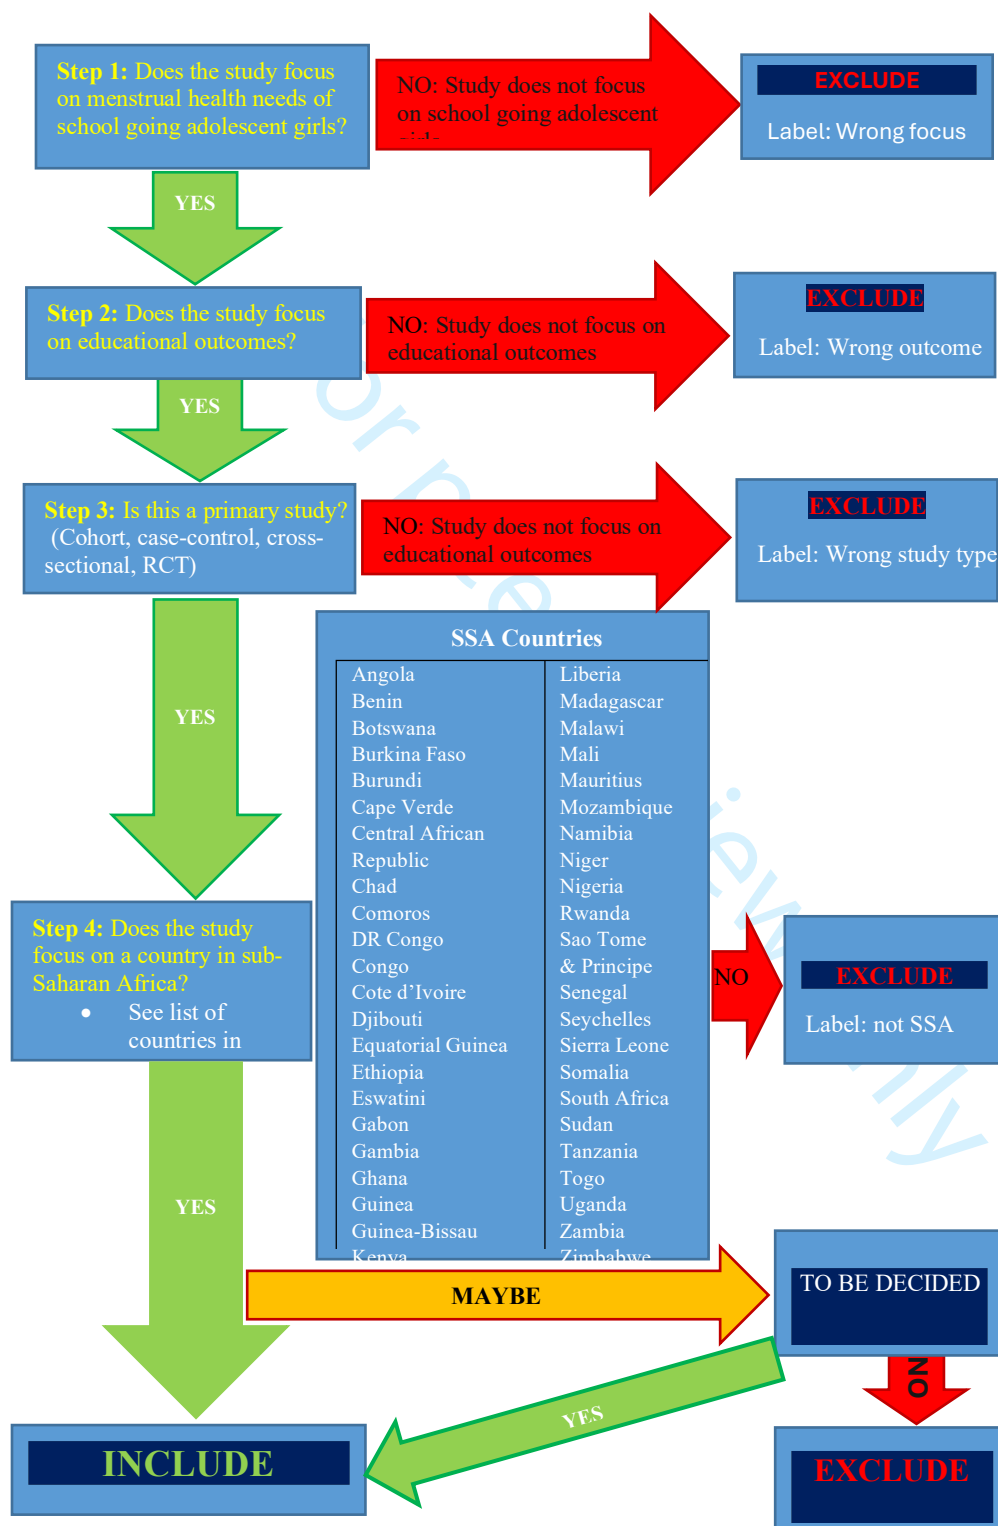 Step 1: Does the study focus
on menstrual health needs of
school going adolescent girls?
NO: Study does not focus
on school going adolescent
girls
EXCLUDE
Label: Wrong focus
YES
Step 2: Does the study focus
on educational outcomes?
NO: Study does not focus on
educational outcomes
EXCLUDE
Label: Wrong outcome
YES
Step 3: Is this a primary study?
(Cohort, case-control, cross-
sectional, RCT)
NO: Study does not focus on
educational outcomes
EXCLUDE
Label: Wrong study type
YES
SSA Countries
Angola
Benin
Botswana
Burkina Faso
Burundi
Cape Verde
Central African
Republic
Chad
Comoros
DR Congo
Congo
Cote d’Ivoire
Djibouti
Equatorial Guinea
Ethiopia
Eswatini
Gabon
Gambia
Ghana
Guinea
Guinea-Bissau
Kenya
Liberia
Madagascar
Malawi
Mali
Mauritius
Mozambique
Namibia
Niger
Nigeria
Rwanda
Sao Tome
& Principe
Senegal
Seychelles
Sierra Leone
Somalia
South Africa
Sudan
Tanzania
Togo
Uganda
Zambia
Zimbabwe
Step 4: Does the study
focus on a country in sub-
Saharan Africa?
• See list of
countries in
NO
EXCLUDE
Label: not SSA
YES
MAYBE
TO BE DECIDED
YES
NO
INCLUDE
EXCLUDE